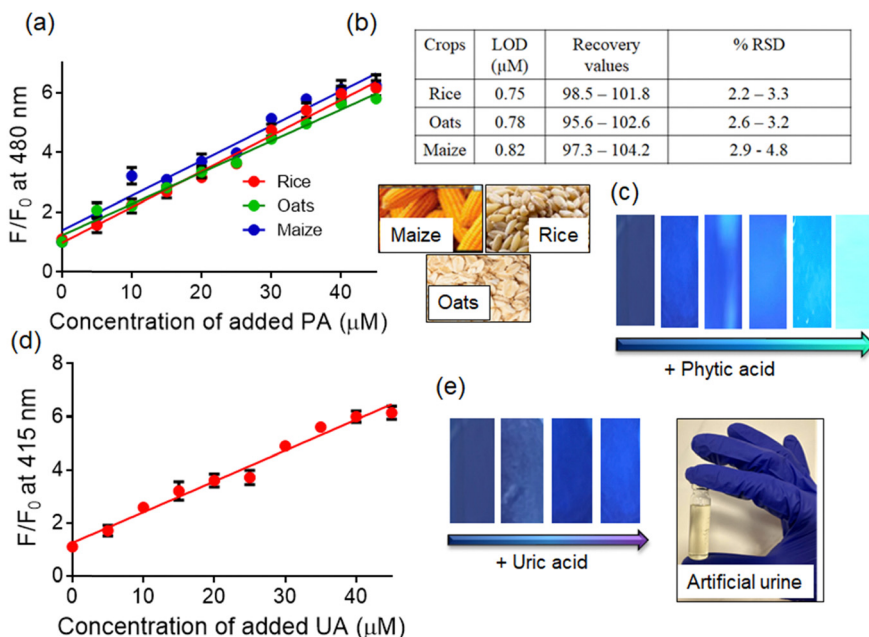 (a)
F/F0 at 480 nm
6
4
2
0
Rice
Oats
Maize
0 10 20 30 40
Concentration of added PA (μM)
(b)
Crops LOD (μM) Recovery values % RSD
Rice 0.75 98.5 – 101.8 2.2 – 3.3
Oats 0.78 95.6 – 102.6 2.6 – 3.2
Maize 0.82 97.3 – 104.2 2.9 - 4.8
Maize
Rice
Oats
(c)
+ Phytic acid
(d)
F/F0 at 415 nm
8
6
4
2
0
0 10 20 30 40
Concentration of added UA (μM)
(e)
+ Uric acid
Artificial urine